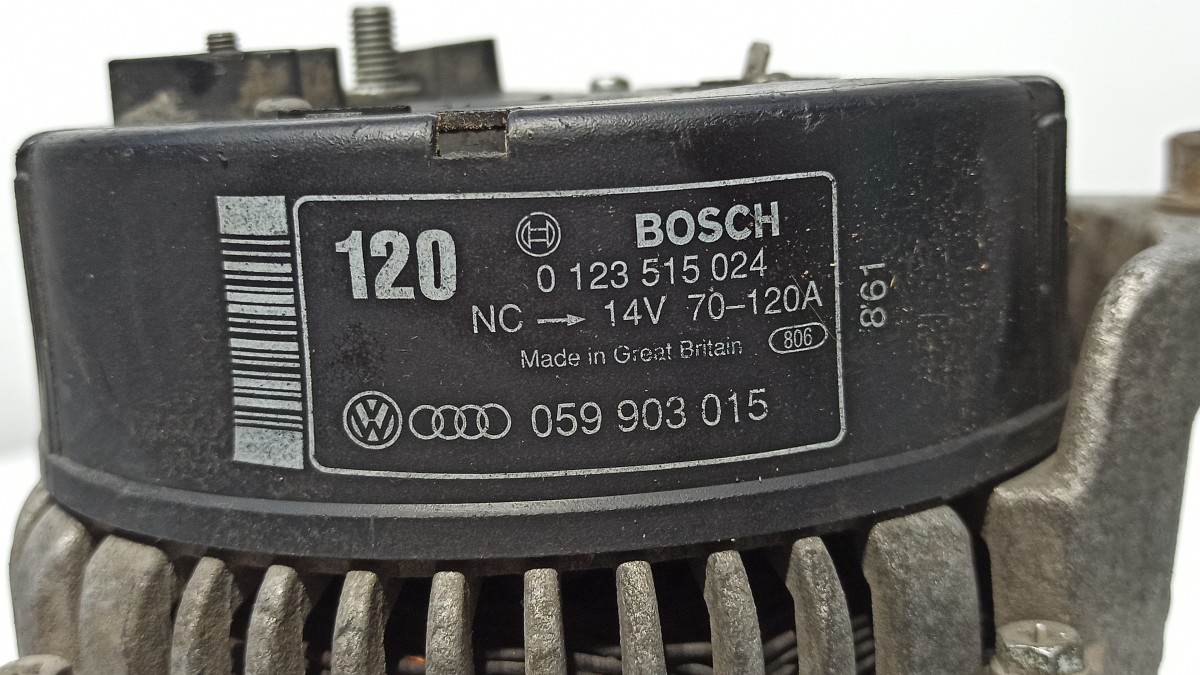 120
BOSCH
0 123 515 024
NC → 14V 70-120A
Made in Great Britain 806
059 903 015
861